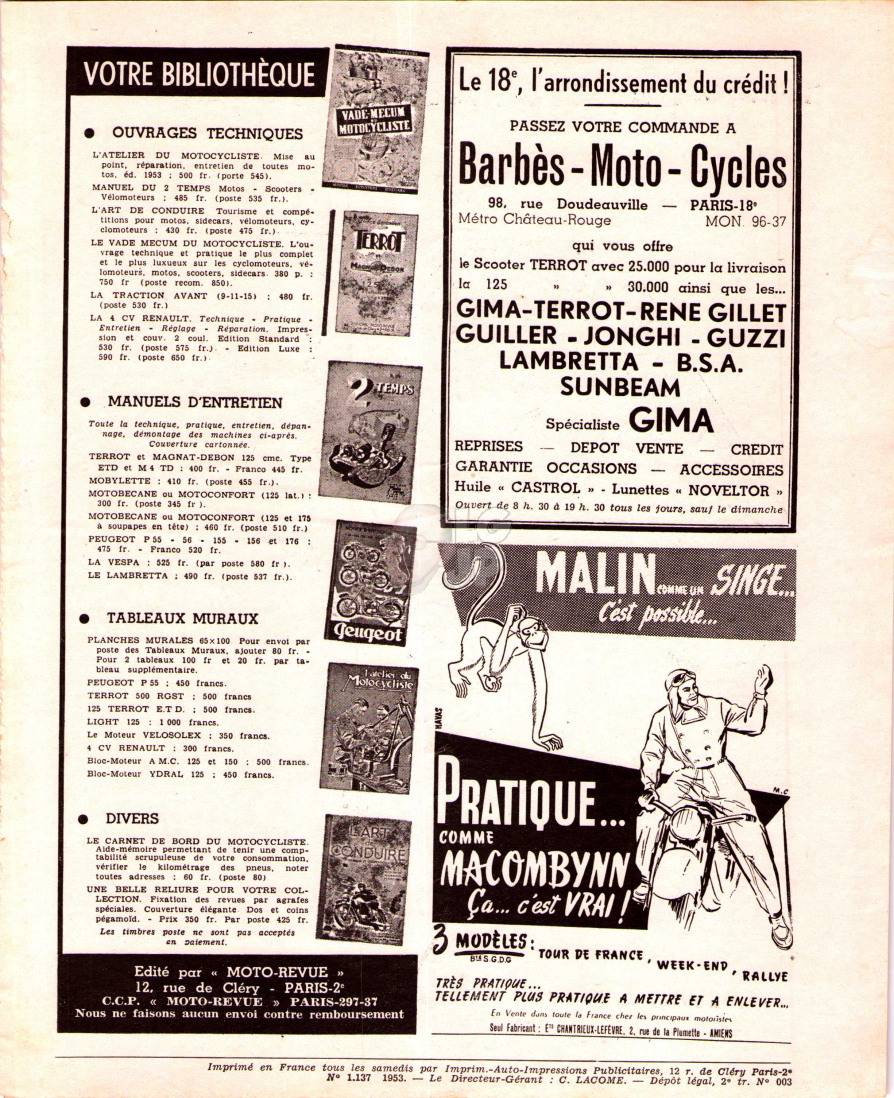 VOTRE BIBLIOTHÈQUE
● OUVRAGES TECHNIQUES
L'ATELIER DU MOTOCYCLISTE. Mise au
point, réparation, entretien de toutes mo-
tos, éd. 1953 ; 500 fr. (porte 545).
MANUEL DU 2 TEMPS Motos - Scooters -
Vélomoteurs ; 485 fr. (poste 535 fr.).
L'ART DE CONDUIRE Tourisme et compé-
titions pour motos, sidecars, vélomoteurs, cy-
clomoteurs : 430 fr. (poste 475 fr.).
LE VADE MECUM DU MOTOCYCLISTE. L'ou-
vrage technique et pratique le plus complet
et le plus luxueux sur les cyclomoteurs, vé-
lomoteurs, motos, scooters, sidecars. 380 p. :
750 fr (poste recom. 850).
LA TRACTION AVANT (9-11-15) ; 480 fr.
(poste 530 fr.)
LA 4 CV RENAULT. Technique - Pratique -
Entretien - Réglage - Réparation. Impres-
sion et couv. 2 coul. Edition Standard :
530 fr. (poste 575 fr.) - Edition Luxe :
590 fr. (poste 650 fr.)
● MANUELS D'ENTRETIEN
Toute la technique, pratique, entretien, dépan-
nage, démontage des machines ci-après.
Couverture cartonnée.
TERROT et MAGNAT-DEBON 125 cmc. Type
ETD et M 4 TD : 400 fr. - Franco 445 fr.
MOBYLETTE : 410 fr. (poste 455 fr.).
MOTOBECANE ou MOTOCONFORT (125 lat.) :
300 fr. (poste 345 fr ).
MOTOBECANE ou MOTOCONFORT (125 et 175
à soupapes en tête) ; 460 fr. (poste 510 fr.)
PEUGEOT P 55 - 56 - 155 - 156 et 176 :
475 fr. - Franco 520 fr.
LA VESPA : 525 fr. (par poste 580 fr ).
LE LAMBRETTA ; 490 fr. (poste 537 fr.).
● TABLEAUX MURAUX
PLANCHES MURALES 65×100 Pour envoi par
poste des Tableaux Muraux, ajouter 80 fr. -
Pour 2 tableaux 100 fr et 20 fr. par ta-
bleau supplémentaire.
PEUGEOT P 55 ; 450 francs.
TERROT 500 RGST ; 500 francs
125 TERROT E.T.D. ; 500 francs.
LIGHT 125 : 1 000 francs.
Le Moteur VELOSOLEX : 350 francs.
4 CV RENAULT : 300 francs.
Bloc-Moteur A M.C. 125 et 150 ; 500 francs.
Bloc-Moteur YDRAL 125 ; 450 francs.
● DIVERS
LE CARNET DE BORD DU MOTOCYCLISTE.
Aide-mémoire permettant de tenir une comp-
tabilité scrupuleuse de votre consommation,
vérifier le kilométrage des pneus, noter
toutes adresses : 60 fr. (poste 80)
UNE BELLE RELIURE POUR VOTRE COL-
LECTION. Fixation des revues par agrafes
spéciales. Couverture élégante Dos et coins
pégamoïd. - Prix 350 fr. Par poste 425 fr.
Les timbres poste ne sont pas acceptés
en paiement.
Edité par « MOTO-REVUE »
12, rue de Cléry - PARIS-2e
C.C.P. « MOTO-REVUE » PARIS-297-37
Nous ne faisons aucun envoi contre remboursement
VADE-MECUM
DU
MOTOCYCLISTE
TERROT
MAGNAT-DEBON
2 TEMPS
Peugeot
l'atelier du
Motocycliste
L'ART
DE
CONDUIRE
Le 18e, l'arrondissement du crédit !
PASSEZ VOTRE COMMANDE A
Barbès - Moto - Cycles
98, rue Doudeauville — PARIS-18e
Métro Château-Rouge MON. 96-37
qui vous offre
le Scooter TERROT avec 25.000 pour la livraison
la 125 » » 30.000 ainsi que les...
GIMA-TERROT-RENE GILLET
GUILLER - JONGHI - GUZZI
LAMBRETTA - B.S.A.
SUNBEAM
Spécialiste GIMA
REPRISES — DEPOT VENTE — CREDIT
GARANTIE OCCASIONS — ACCESSOIRES
Huile « CASTROL » - Lunettes « NOVELTOR »
Ouvert de 8 h. 30 à 19 h. 30 tous les jours, sauf le dimanche
MALIN COMME UN SINGE...
C'est possible...
HAVAS
M.C
PRATIQUE...
COMME
MACOMBYNN
Ça... c'est VRAI !
3 MODÈLES :
Btés S.G.D.G
TOUR DE FRANCE, WEEK-END, RALLYE
TRÈS PRATIQUE...
TELLEMENT PLUS PRATIQUE A METTRE ET A ENLEVER...
En Vente dans toute la France chez les principaux motoristes
Seul Fabricant : Ets CHANTRIEUX-LEFÈVRE, 2, rue de la Plumette - AMIENS
Imprimé en France tous les samedis par Imprim.-Auto-Impressions Publicitaires, 12 r. de Cléry Paris-2e
N° 1.137 1953. — Le Directeur-Gérant : C. LACOME. — Dépôt légal, 2e tr. N° 003